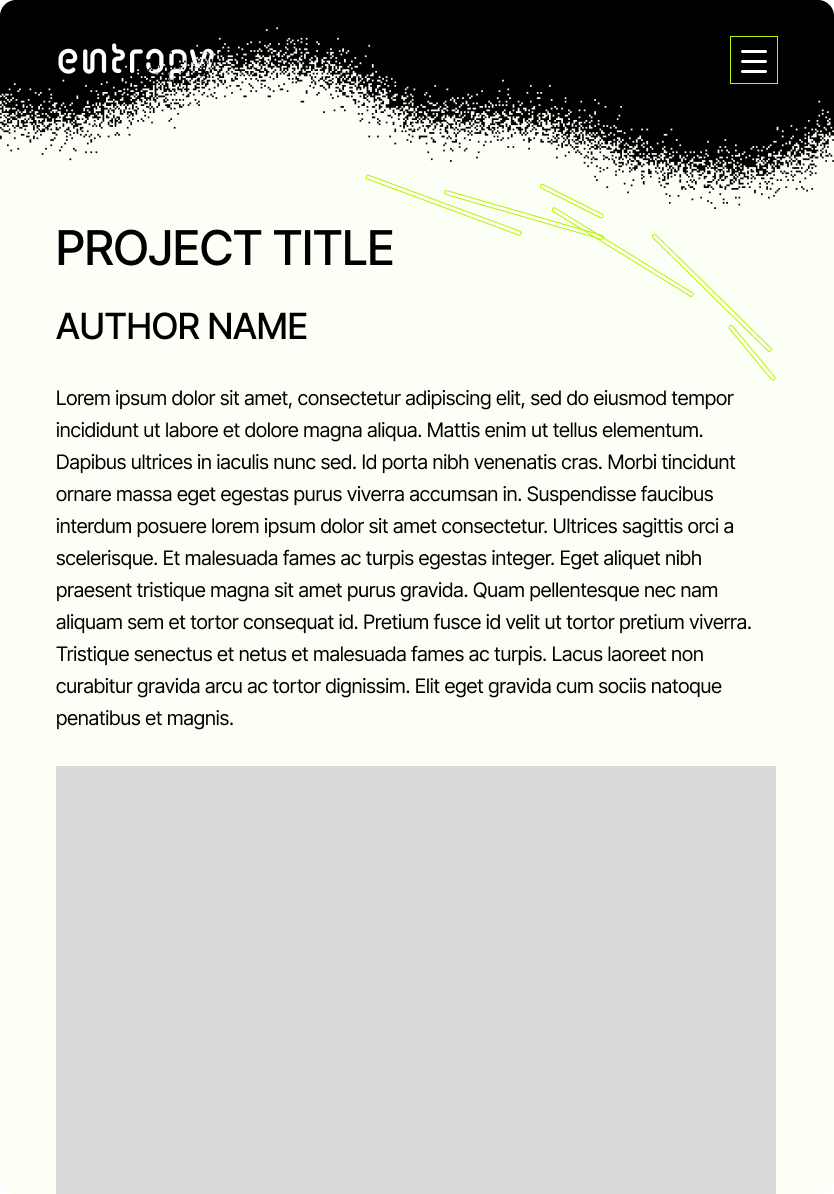 entropy
PROJECT TITLE
AUTHOR NAME
Lorem ipsum dolor sit amet, consectetur adipiscing elit, sed do eiusmod tempor
incididunt ut labore et dolore magna aliqua. Mattis enim ut tellus elementum.
Dapibus ultrices in iaculis nunc sed. Id porta nibh venenatis cras. Morbi tincidunt
ornare massa eget egestas purus viverra accumsan in. Suspendisse faucibus
interdum posuere lorem ipsum dolor sit amet consectetur. Ultrices sagittis orci a
scelerisque. Et malesuada fames ac turpis egestas integer. Eget aliquet nibh
praesent tristique magna sit amet purus gravida. Quam pellentesque nec nam
aliquam sem et tortor consequat id. Pretium fusce id velit ut tortor pretium viverra.
Tristique senectus et netus et malesuada fames ac turpis. Lacus laoreet non
curabitur gravida arcu ac tortor dignissim. Elit eget gravida cum sociis natoque
penatibus et magnis.